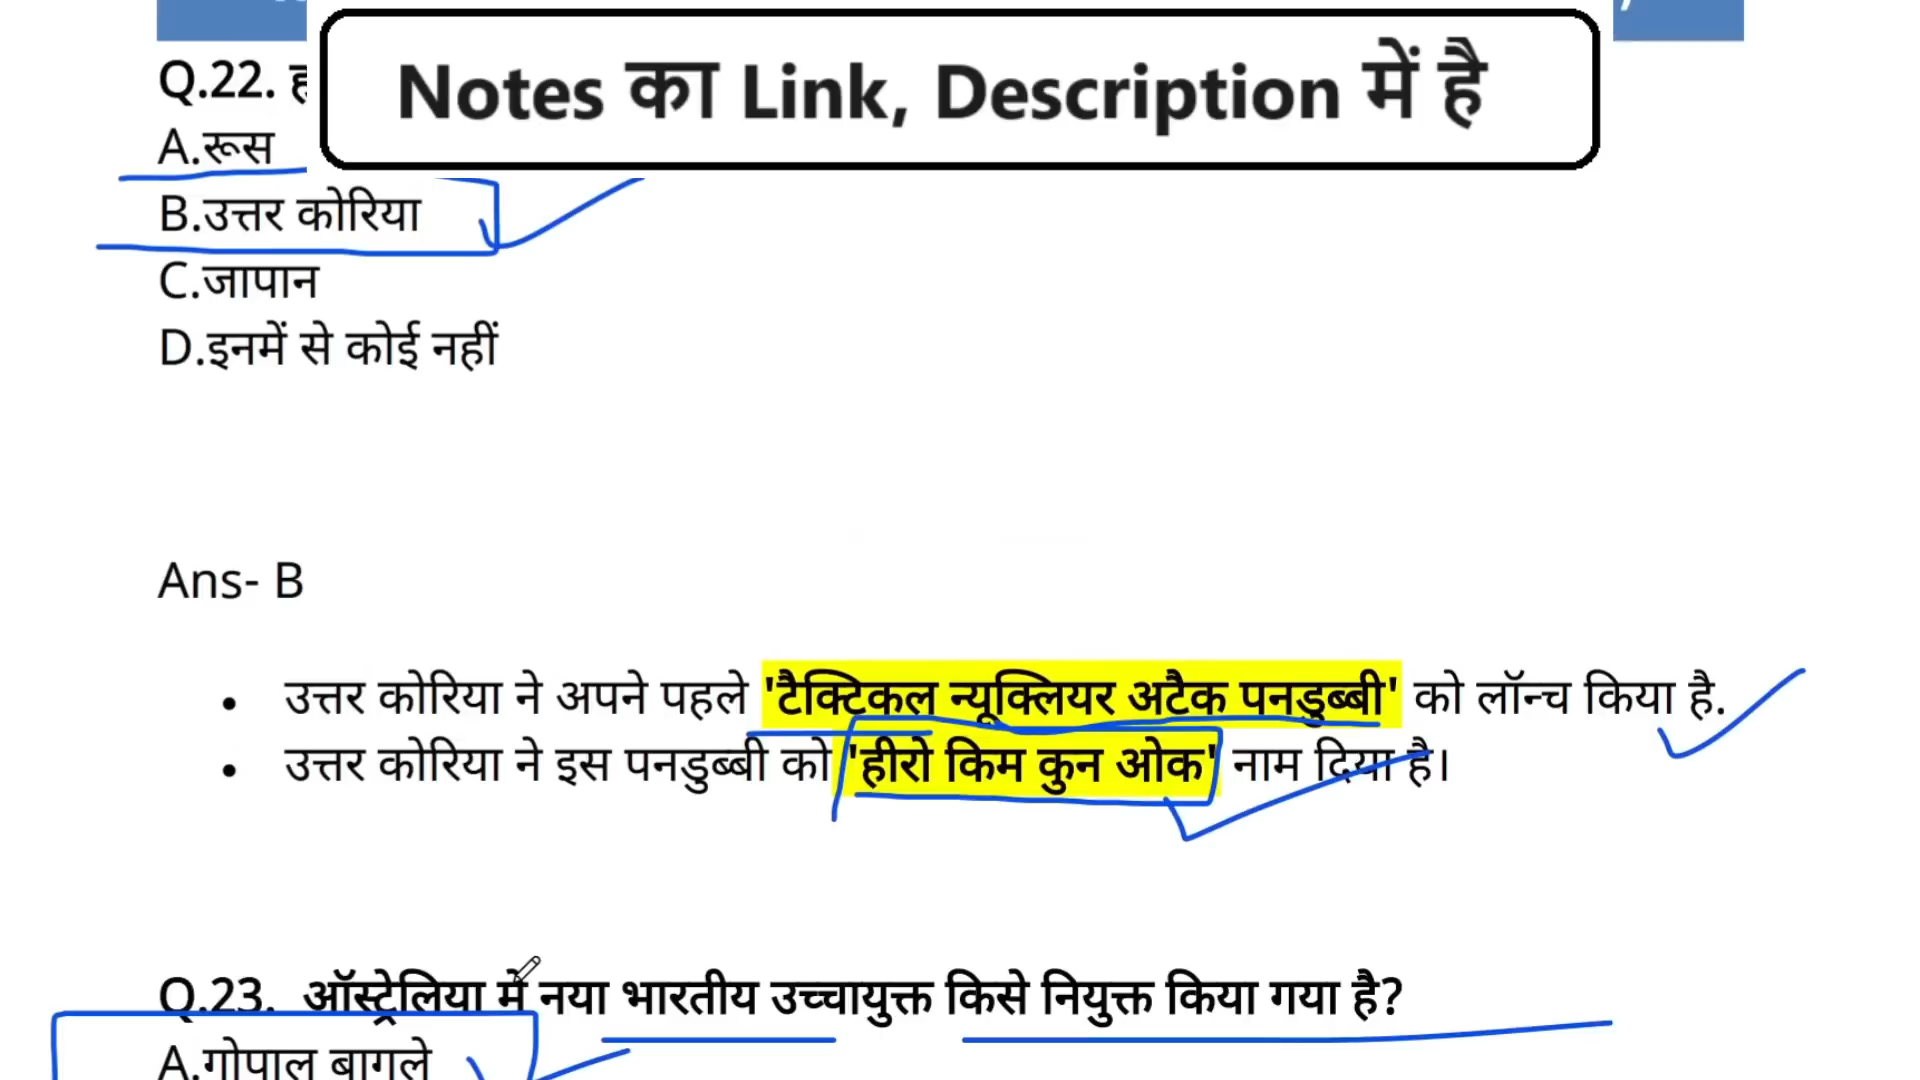 Notes का Link, Description में है
Q.22.
A.रूस
B.उत्तर कोरिया
C.जापान
D.इनमें से कोई नहीं
Ans- B
• उत्तर कोरिया ने अपने पहले 'टैक्टिकल न्यूक्लियर अटैक पनडुब्बी' को लॉन्च किया है.
• उत्तर कोरिया ने इस पनडुब्बी को 'हीरो किम कुन ओक' नाम दिया है।
Q.23. ऑस्ट्रेलिया में नया भारतीय उच्चायुक्त किसे नियुक्त किया गया है?
A.गोपाल बागले